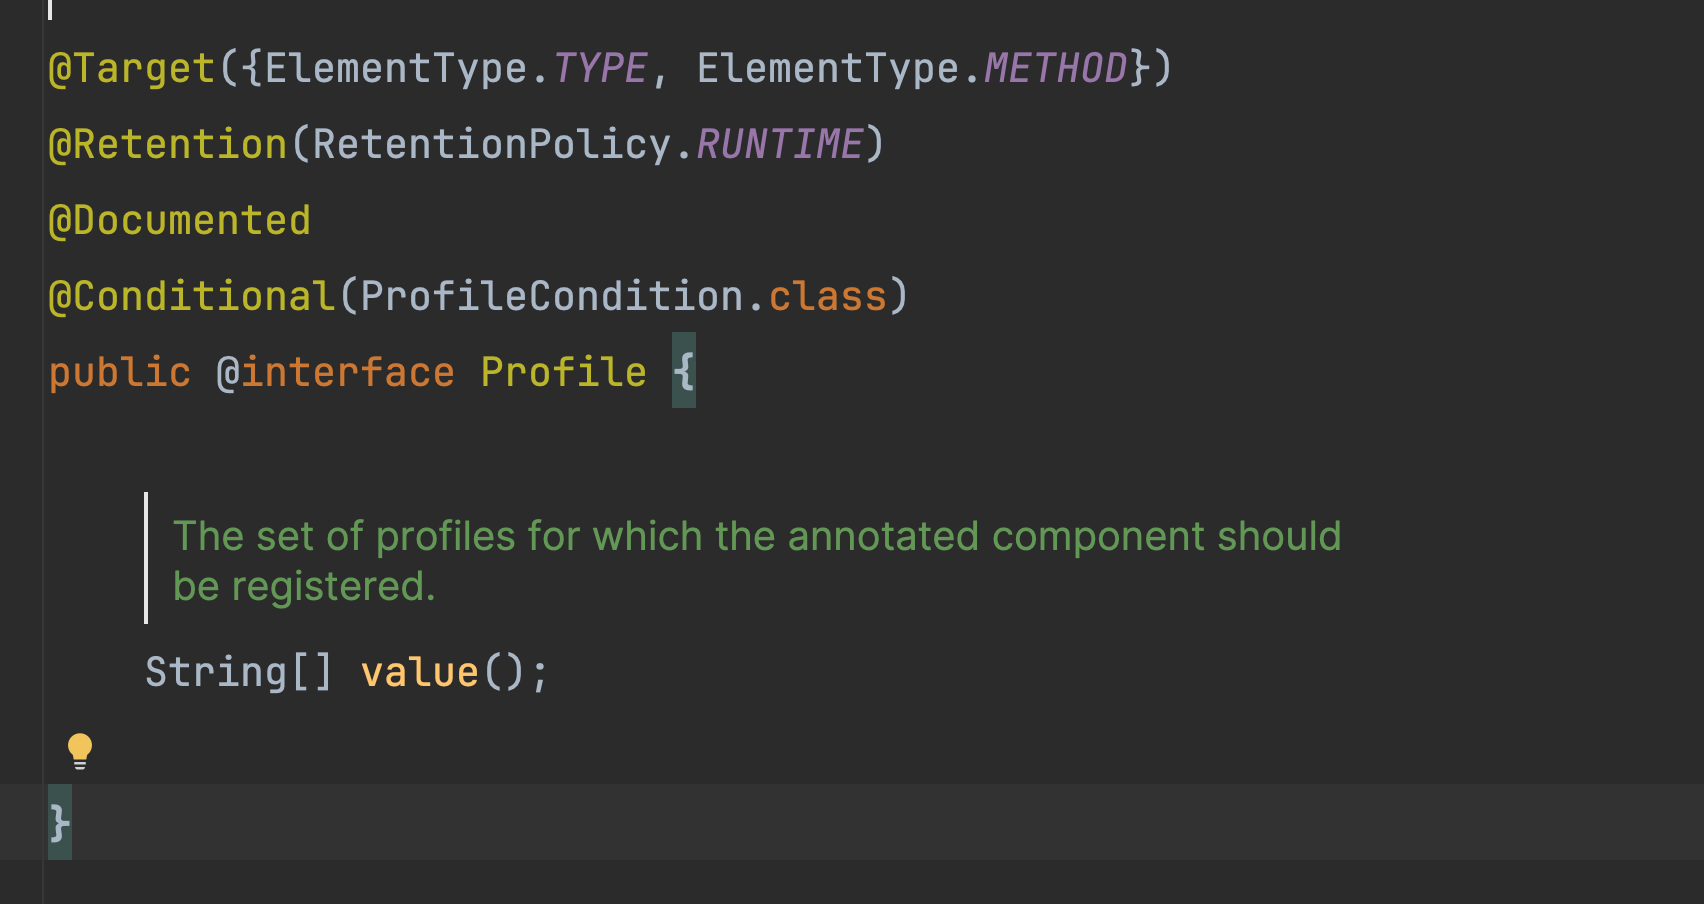 @Target({ElementType.TYPE, ElementType.METHOD})
@Retention(RetentionPolicy.RUNTIME)
@Documented
@Conditional(ProfileCondition.class)
public @interface Profile {
The set of profiles for which the annotated component should
be registered.
String[] value();
}